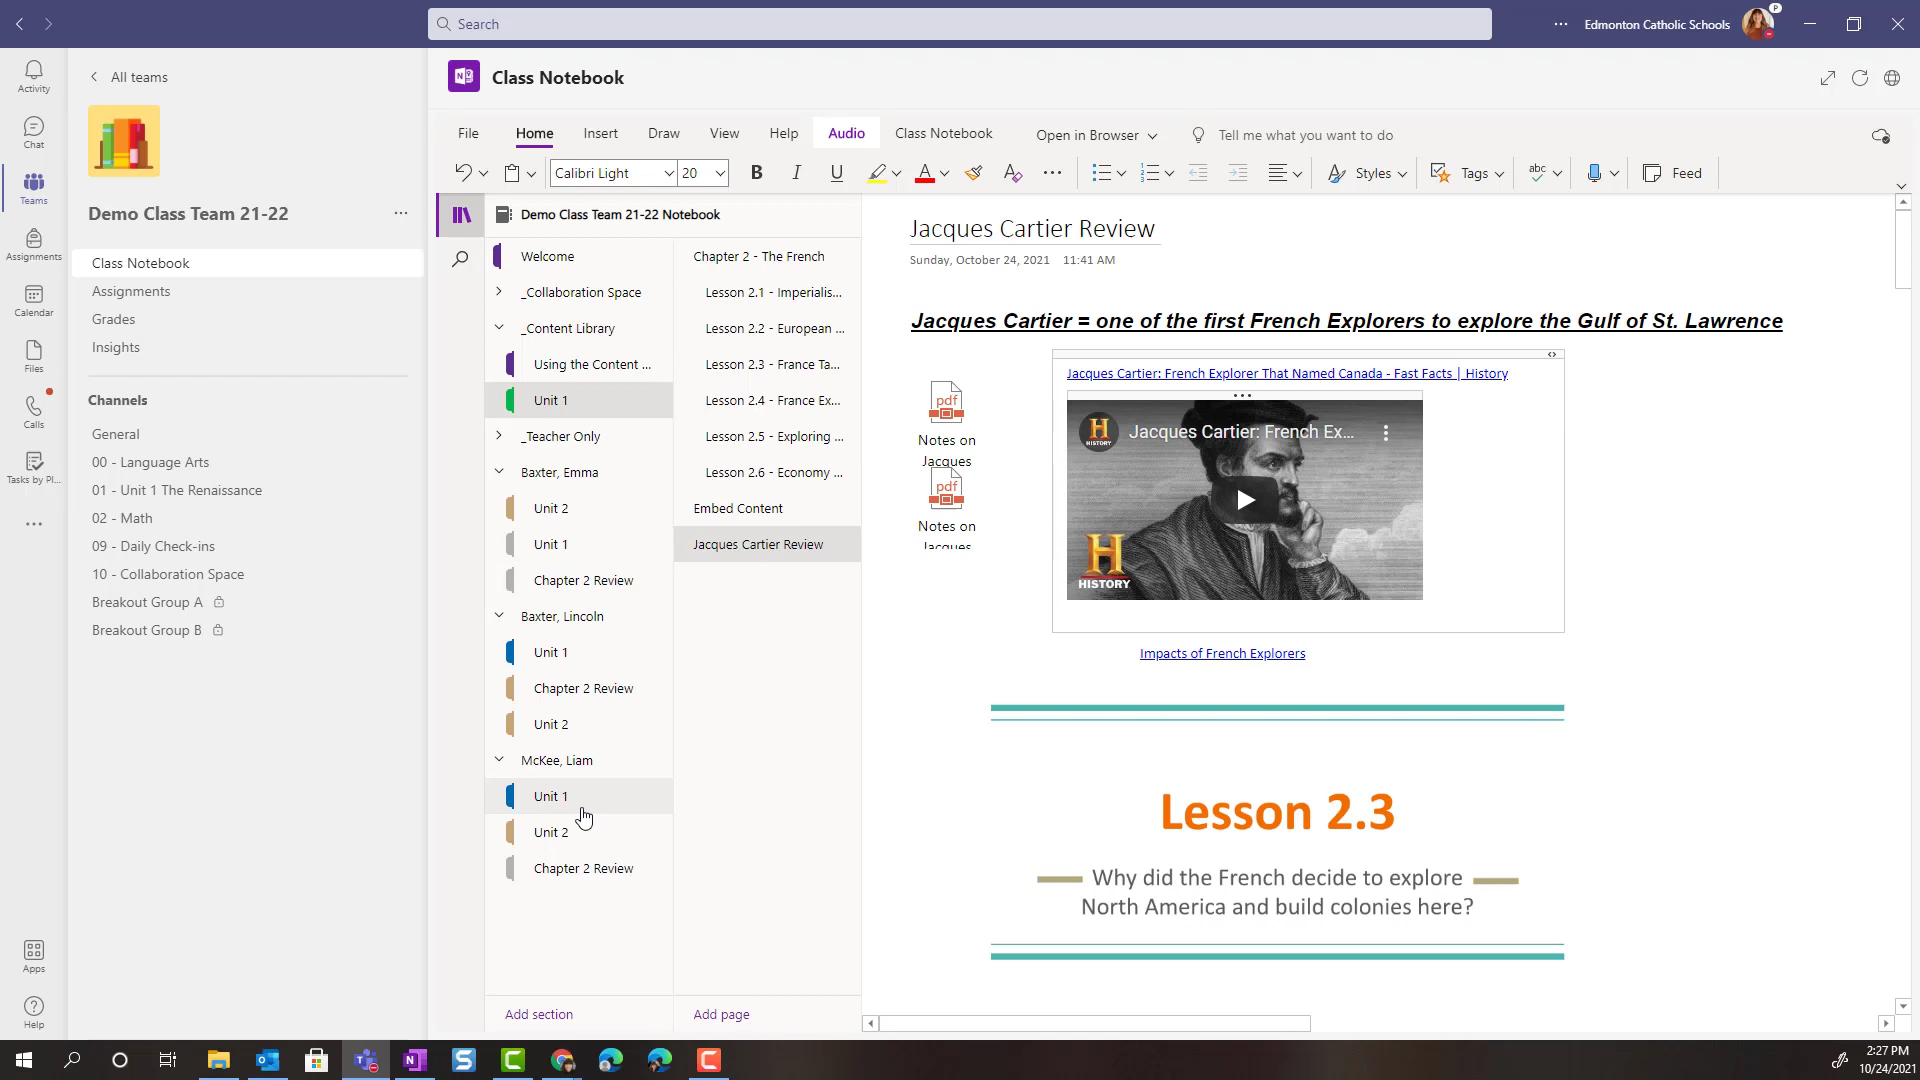 Search
Edmonton Catholic Schools
P
Activity
Chat
Teams
Assignments
Calendar
Files
Calls
Tasks by Pl...
Apps
Help
All teams
Demo Class Team 21-22
Class Notebook
Assignments
Grades
Insights
Channels
General
00 - Language Arts
01 - Unit 1 The Renaissance
02 - Math
09 - Daily Check-ins
10 - Collaboration Space
Breakout Group A
Breakout Group B
Class Notebook
File Home Insert Draw View Help Audio Class Notebook Open in Browser Tell me what you want to do
Calibri Light 20 B I U A A Styles Tags abc Feed
Demo Class Team 21-22 Notebook
Welcome
_Collaboration Space
_Content Library
Using the Content ...
Unit 1
_Teacher Only
Baxter, Emma
Unit 2
Unit 1
Chapter 2 Review
Baxter, Lincoln
Unit 1
Chapter 2 Review
Unit 2
McKee, Liam
Unit 1
Unit 2
Chapter 2 Review
Add section
Chapter 2 - The French
Lesson 2.1 - Imperialis...
Lesson 2.2 - European ...
Lesson 2.3 - France Ta...
Lesson 2.4 - France Ex...
Lesson 2.5 - Exploring ...
Lesson 2.6 - Economy ...
Embed Content
Jacques Cartier Review
Add page
Jacques Cartier Review
Sunday, October 24, 2021 11:41 AM
Jacques Cartier = one of the first French Explorers to explore the Gulf of St. Lawrence
pdf
Notes on
Jacques
pdf
Notes on
Jacques
Jacques Cartier: French Explorer That Named Canada - Fast Facts | History
H
HISTORY
Jacques Cartier: French Ex...
H
HISTORY
Impacts of French Explorers
Lesson 2.3
Why did the French decide to explore
North America and build colonies here?
2:27 PM
10/24/2021